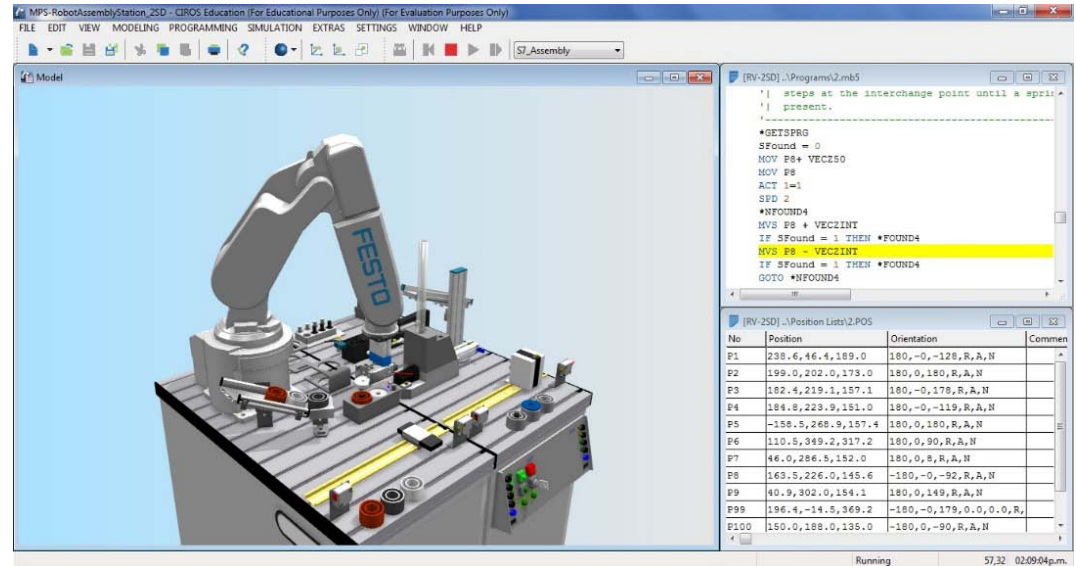 MPS-RobotAssemblyStation_2SD - CIROS Education (For Educational Purposes Only) (For Evaluation Purposes Only)
FILE EDIT VIEW MODELING PROGRAMMING SIMULATION EXTRAS SETTINGS WINDOW HELP
S7_Assembly
Model
FESTO
[RV-2SD] ..\Programs\2.mb5
'| steps at the interchange point until a
'| present.
'------------------------------------------
*GETSPRG
SFound = 0
MOV P8+ VECZ50
MOV P8
ACT 1=1
SPD 2
*NFOUND4
MVS P8 + VECZINT
IF SFound = 1 THEN *FOUND4
MVS P8 - VECZINT
IF SFound = 1 THEN *FOUND4
GOTO *NFOUND4
[RV-2SD] ..\Position Lists\2.POS
No Position Orientation Commen
P1 238.6,46.4,189.0 180,-0,-128,R,A,N
P2 199.0,202.0,173.0 180,0,180,R,A,N
P3 182.4,219.1,157.1 180,-0,178,R,A,N
P4 184.8,223.9,151.0 180,-0,-119,R,A,N
P5 -158.5,268.9,157.4 180,0,180,R,A,N
P6 110.5,349.2,317.2 180,0,90,R,A,N
P7 46.0,286.5,152.0 180,0,8,R,A,N
P8 163.5,226.0,145.6 -180,-0,-92,R,A,N
P9 40.9,302.0,154.1 180,0,149,R,A,N
P99 196.4,-14.5,369.2 -180,-0,179,0.0,0.0,R,
P100 150.0,188.0,135.0 -180,0,-90,R,A,N
Running 57,32 02:09:04p.m.